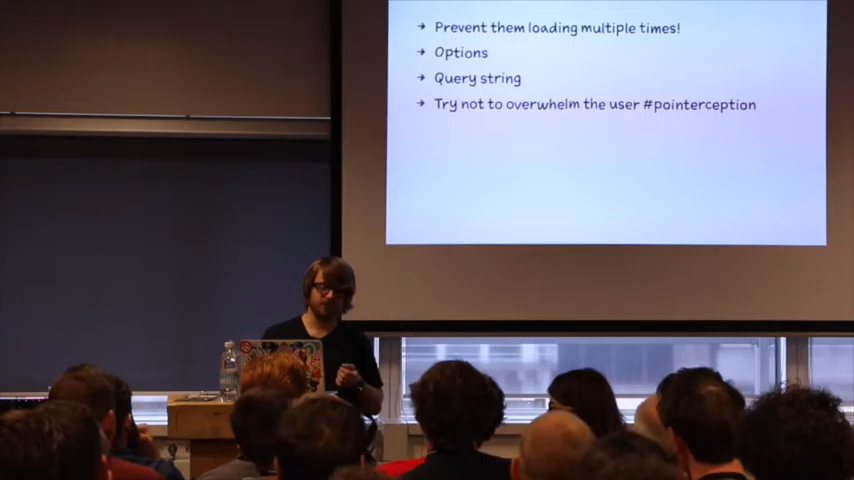 → Prevent them loading multiple times!
→ Options
→ Query string
→ Try not to overwhelm the user #pointerception